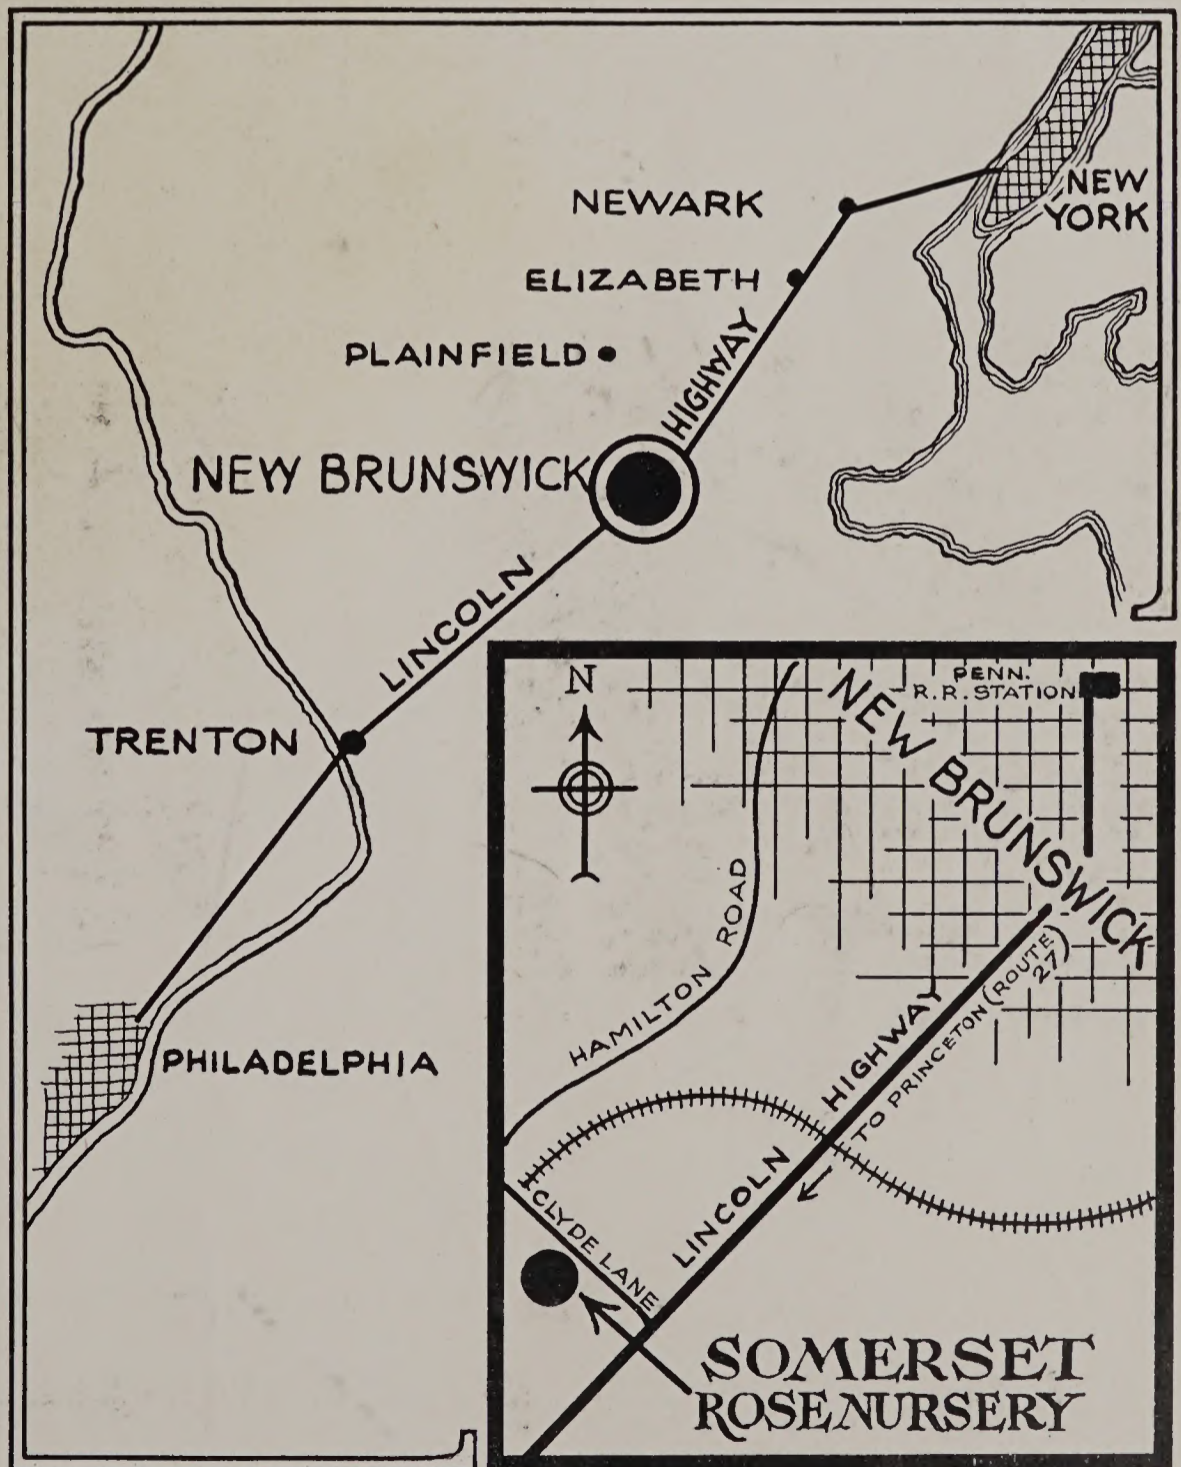 NEW
YORK
NEWARK
ELIZABETH
PLAINFIELD
HIGHWAY
NEW BRUNSWICK
LINCOLN
TRENTON
PHILADELPHIA
N
PENN.
R.R. STATION
NEW BRUNSWICK
HAMILTON ROAD
LINCOLN HIGHWAY
TO PRINCETON (ROUTE
27)
CLYDE LANE
SOMERSET
ROSE NURSERY